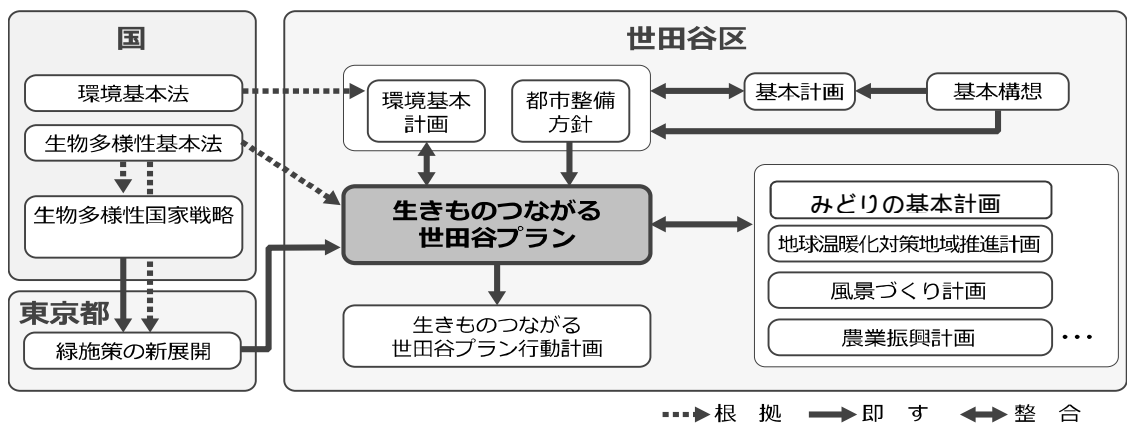 国
環境基本法
生物多様性基本法
生物多様性国家戦略
東京都
緑施策の新展開
世田谷区
環境基本
計画
都市整備
方針
基本計画
基本構想
生きものつながる
世田谷プラン
生きものつながる
世田谷プラン行動計画
みどりの基本計画
地球温暖化対策地域推進計画
風景づくり計画
農業振興計画
…
根 拠 即 す 整 合